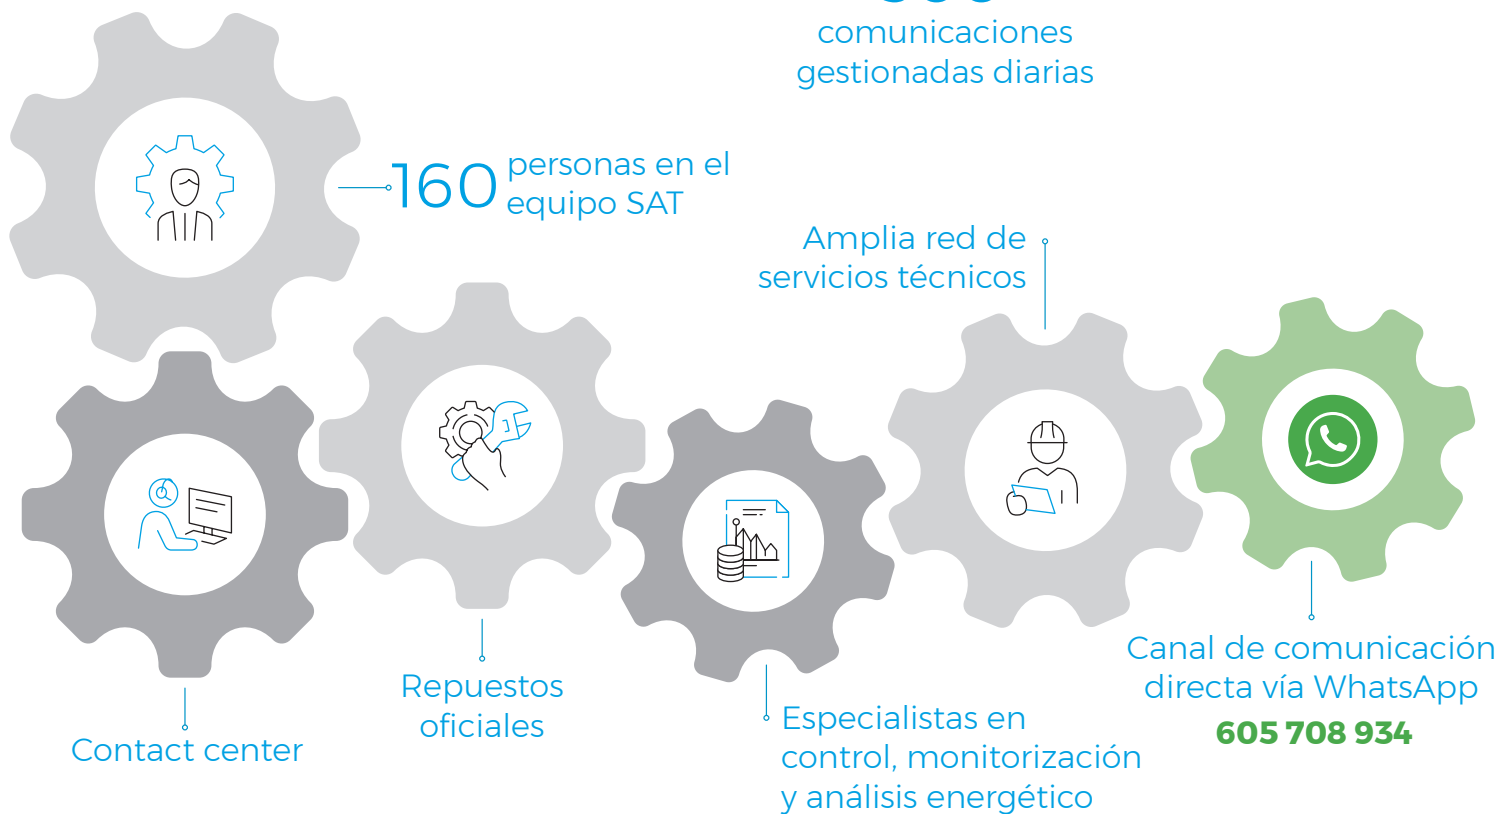 comunicaciones
gestionadas diarias
160 personas en el
equipo SAT
Amplia red de
servicios técnicos
Repuestos
oficiales
Contact center
Especialistas en
control, monitorización
y análisis energético
Canal de comunicación
directa vía WhatsApp
605 708 934